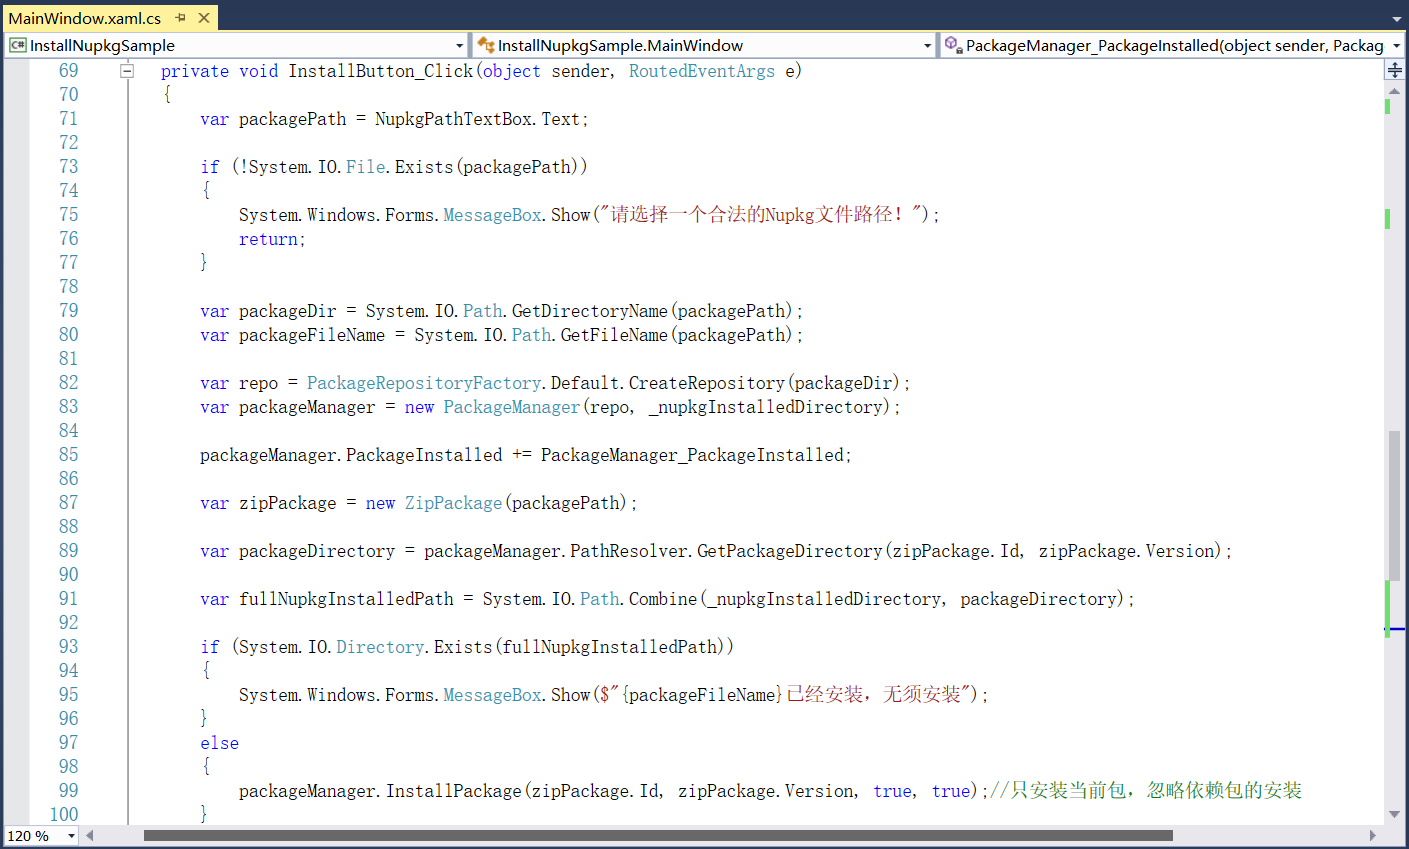 MainWindow.xaml.cs
InstallNupkgSample
InstallNupkgSample.MainWindow
PackageManager_PackageInstalled(object sender, Packag
69 private void InstallButton_Click(object sender, RoutedEventArgs e)
70 {
71 var packagePath = NupkgPathTextBox.Text;
72
73 if (!System.IO.File.Exists(packagePath))
74 {
75 System.Windows.Forms.MessageBox.Show("请选择一个合法的Nupkg文件路径！");
76 return;
77 }
78
79 var packageDir = System.IO.Path.GetDirectoryName(packagePath);
80 var packageFileName = System.IO.Path.GetFileName(packagePath);
81
82 var repo = PackageRepositoryFactory.Default.CreateRepository(packageDir);
83 var packageManager = new PackageManager(repo, _nupkgInstalledDirectory);
84
85 packageManager.PackageInstalled += PackageManager_PackageInstalled;
86
87 var zipPackage = new ZipPackage(packagePath);
88
89 var packageDirectory = packageManager.PathResolver.GetPackageDirectory(zipPackage.Id, zipPackage.Version);
90
91 var fullNupkgInstalledPath = System.IO.Path.Combine(_nupkgInstalledDirectory, packageDirectory);
92
93 if (System.IO.Directory.Exists(fullNupkgInstalledPath))
94 {
95 System.Windows.Forms.MessageBox.Show($"{packageFileName}已经安装，无须安装");
96 }
97 else
98 {
99 packageManager.InstallPackage(zipPackage.Id, zipPackage.Version, true, true);//只安装当前包，忽略依赖包的安装
100 }
120 %